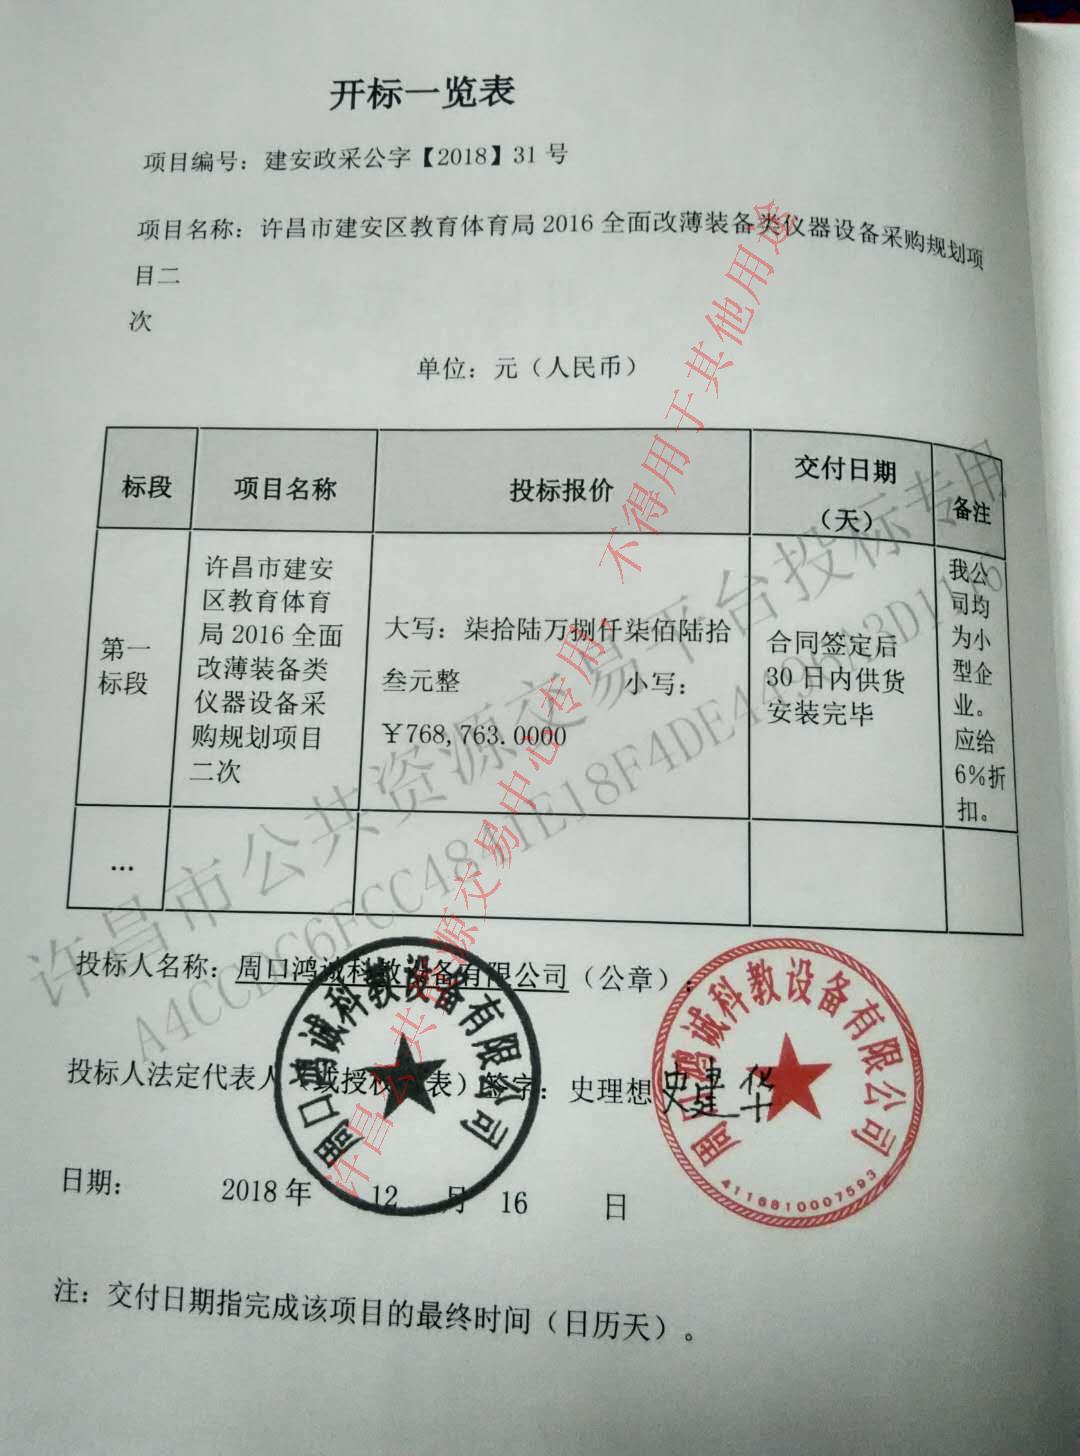 开标一览表
项目编号：建安政采公字【2018】31号
项目名称：许昌市建安区教育体育局2016全面改薄装备类仪器设备采购规划项
目二
次
单位：元（人民币）
标段
项目名称
投标报价
交付日期
（天）
备注
第一
标段
许昌市建安
区教育体育
局2016全面
改薄装备类
仪器设备采
购规划项目
二次
大写：柒拾陆万捌仟柒佰陆拾
叁元整 小写：
￥768,763.0000
合同签定后
30日内供货
安装完毕
我公
司均
为小
型企
业。
应给
6%折
扣。
…
投标人名称：周口鸿诚科教设备有限公司（公章）；
投标人法定代表人（或授权代表）签字：史理想
日期： 2018年 12 月 16 日
注：交付日期指完成该项目的最终时间（日历天）。
周口鸿诚科教设备有限公司
周口鸿诚科教设备有限公司
4116810007593
许昌公共资源交易中心专用，不得用于其他用途
许昌市公共资源交易平台投标专用